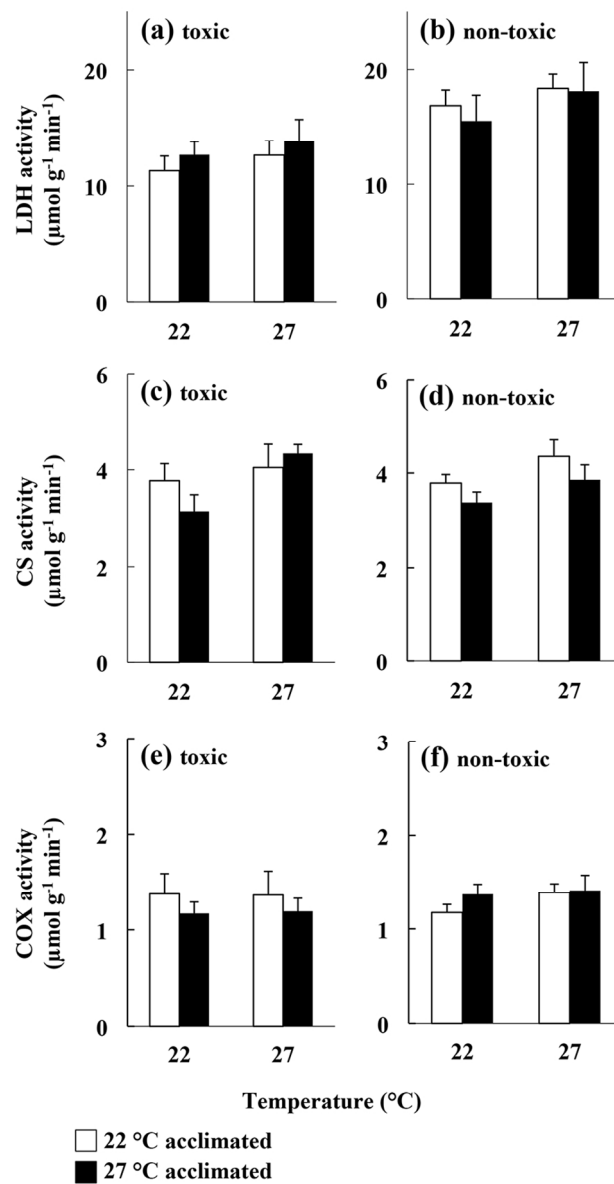 (a) toxic
(b) non-toxic
LDH activity
(µmol g-1 min-1)
20
10
0
22
27
20
10
0
22
27
(c) toxic
(d) non-toxic
CS activity
(µmol g-1 min-1)
6
4
2
0
22
27
6
4
2
0
22
27
(e) toxic
(f) non-toxic
COX activity
(µmol g-1 min-1)
3
2
1
0
22
27
3
2
1
0
22
27
Temperature (°C)
22 °C acclimated
27 °C acclimated